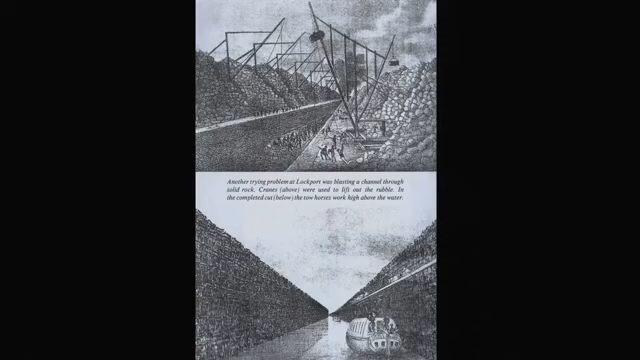 Another trying problem at Lockport was blasting a channel through
solid rock. Cranes (above) were used to lift out the rubble. In
the completed cut (below) the tow horses work high above the water.